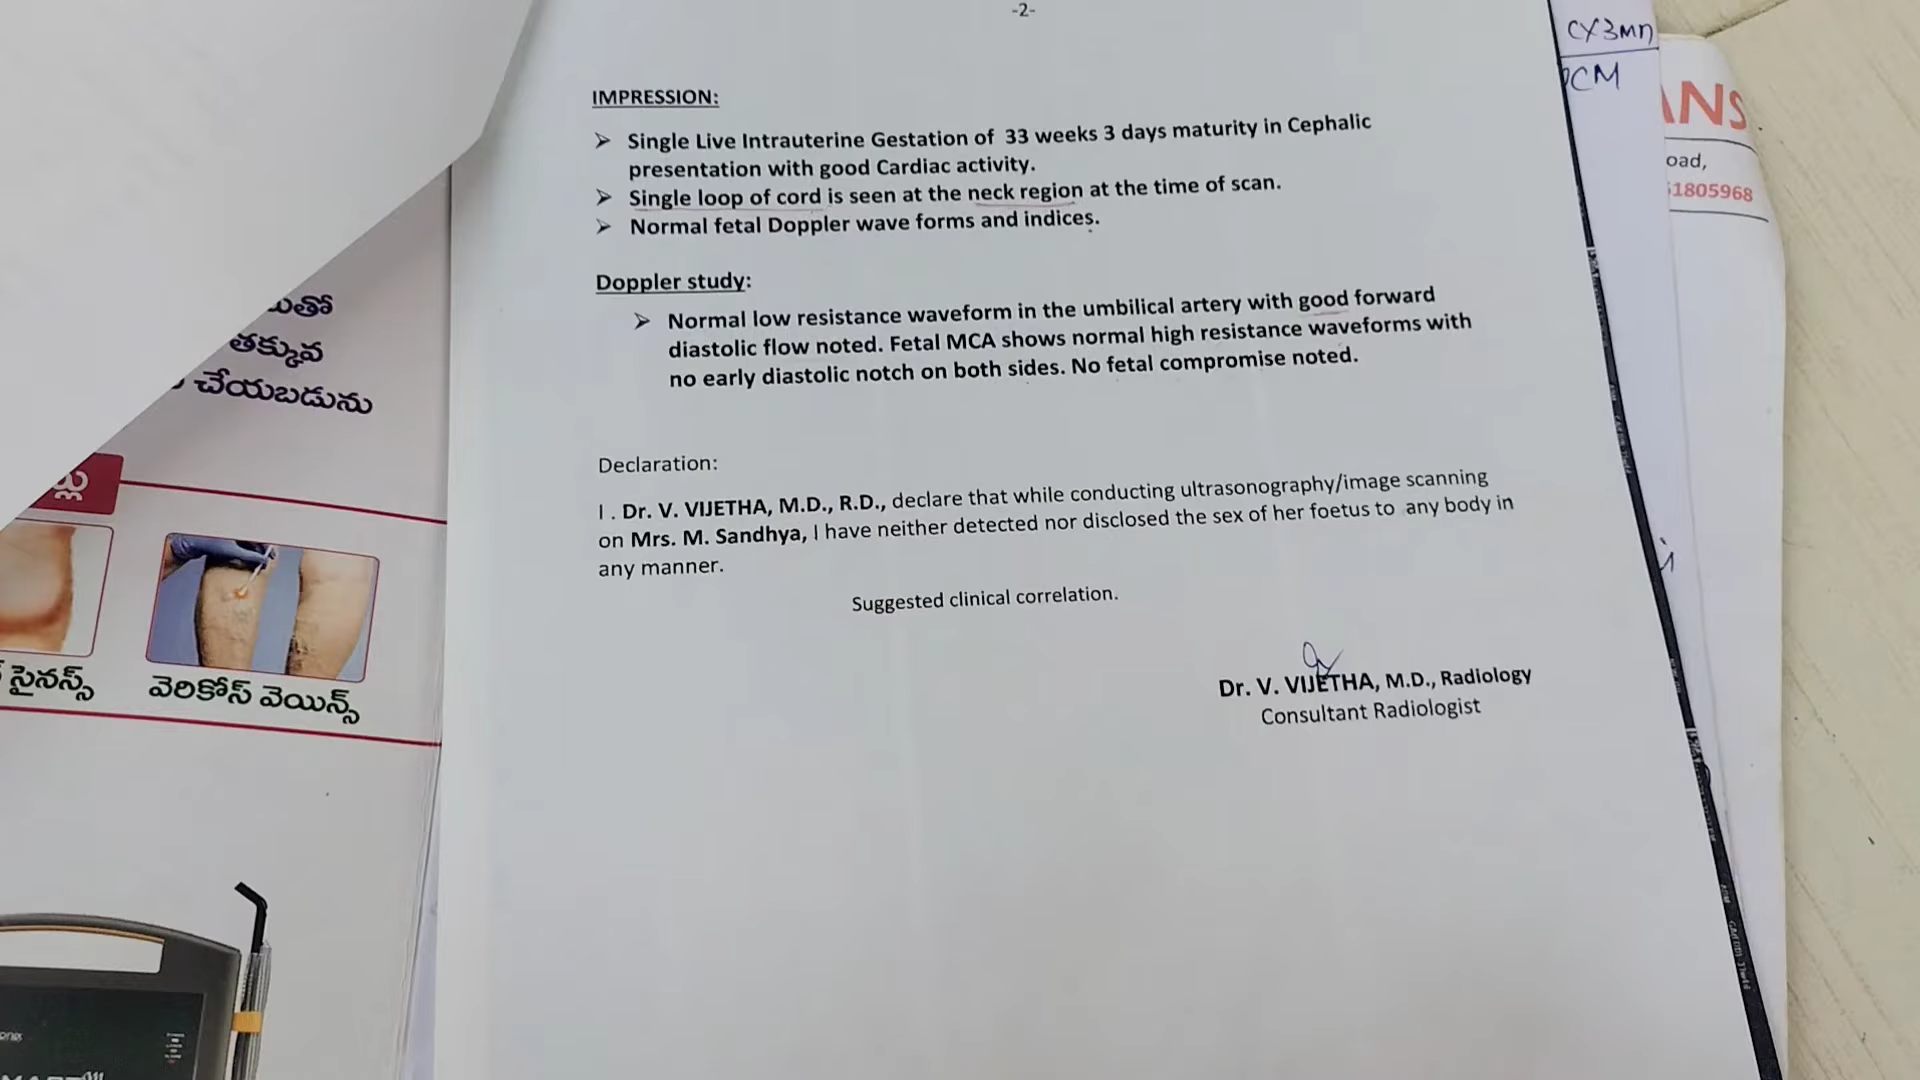 -2-
IMPRESSION:
➢ Single Live Intrauterine Gestation of 33 weeks 3 days maturity in Cephalic
presentation with good Cardiac activity.
➢ Single loop of cord is seen at the neck region at the time of scan.
➢ Normal fetal Doppler wave forms and indices.
Doppler study:
➢ Normal low resistance waveform in the umbilical artery with good forward
diastolic flow noted. Fetal MCA shows normal high resistance waveforms with
no early diastolic notch on both sides. No fetal compromise noted.
Declaration:
I . Dr. V. VIJETHA, M.D., R.D., declare that while conducting ultrasonography/image scanning
on Mrs. M. Sandhya, I have neither detected nor disclosed the sex of her foetus to any body in
any manner.
Suggested clinical correlation.
Dr. V. VIJETHA, M.D., Radiology
Consultant Radiologist
తక్కువ
చేయబడును
సైనస్స్
వెరికోస్ వెయిన్స్
CM
ANS
oad,
1805968